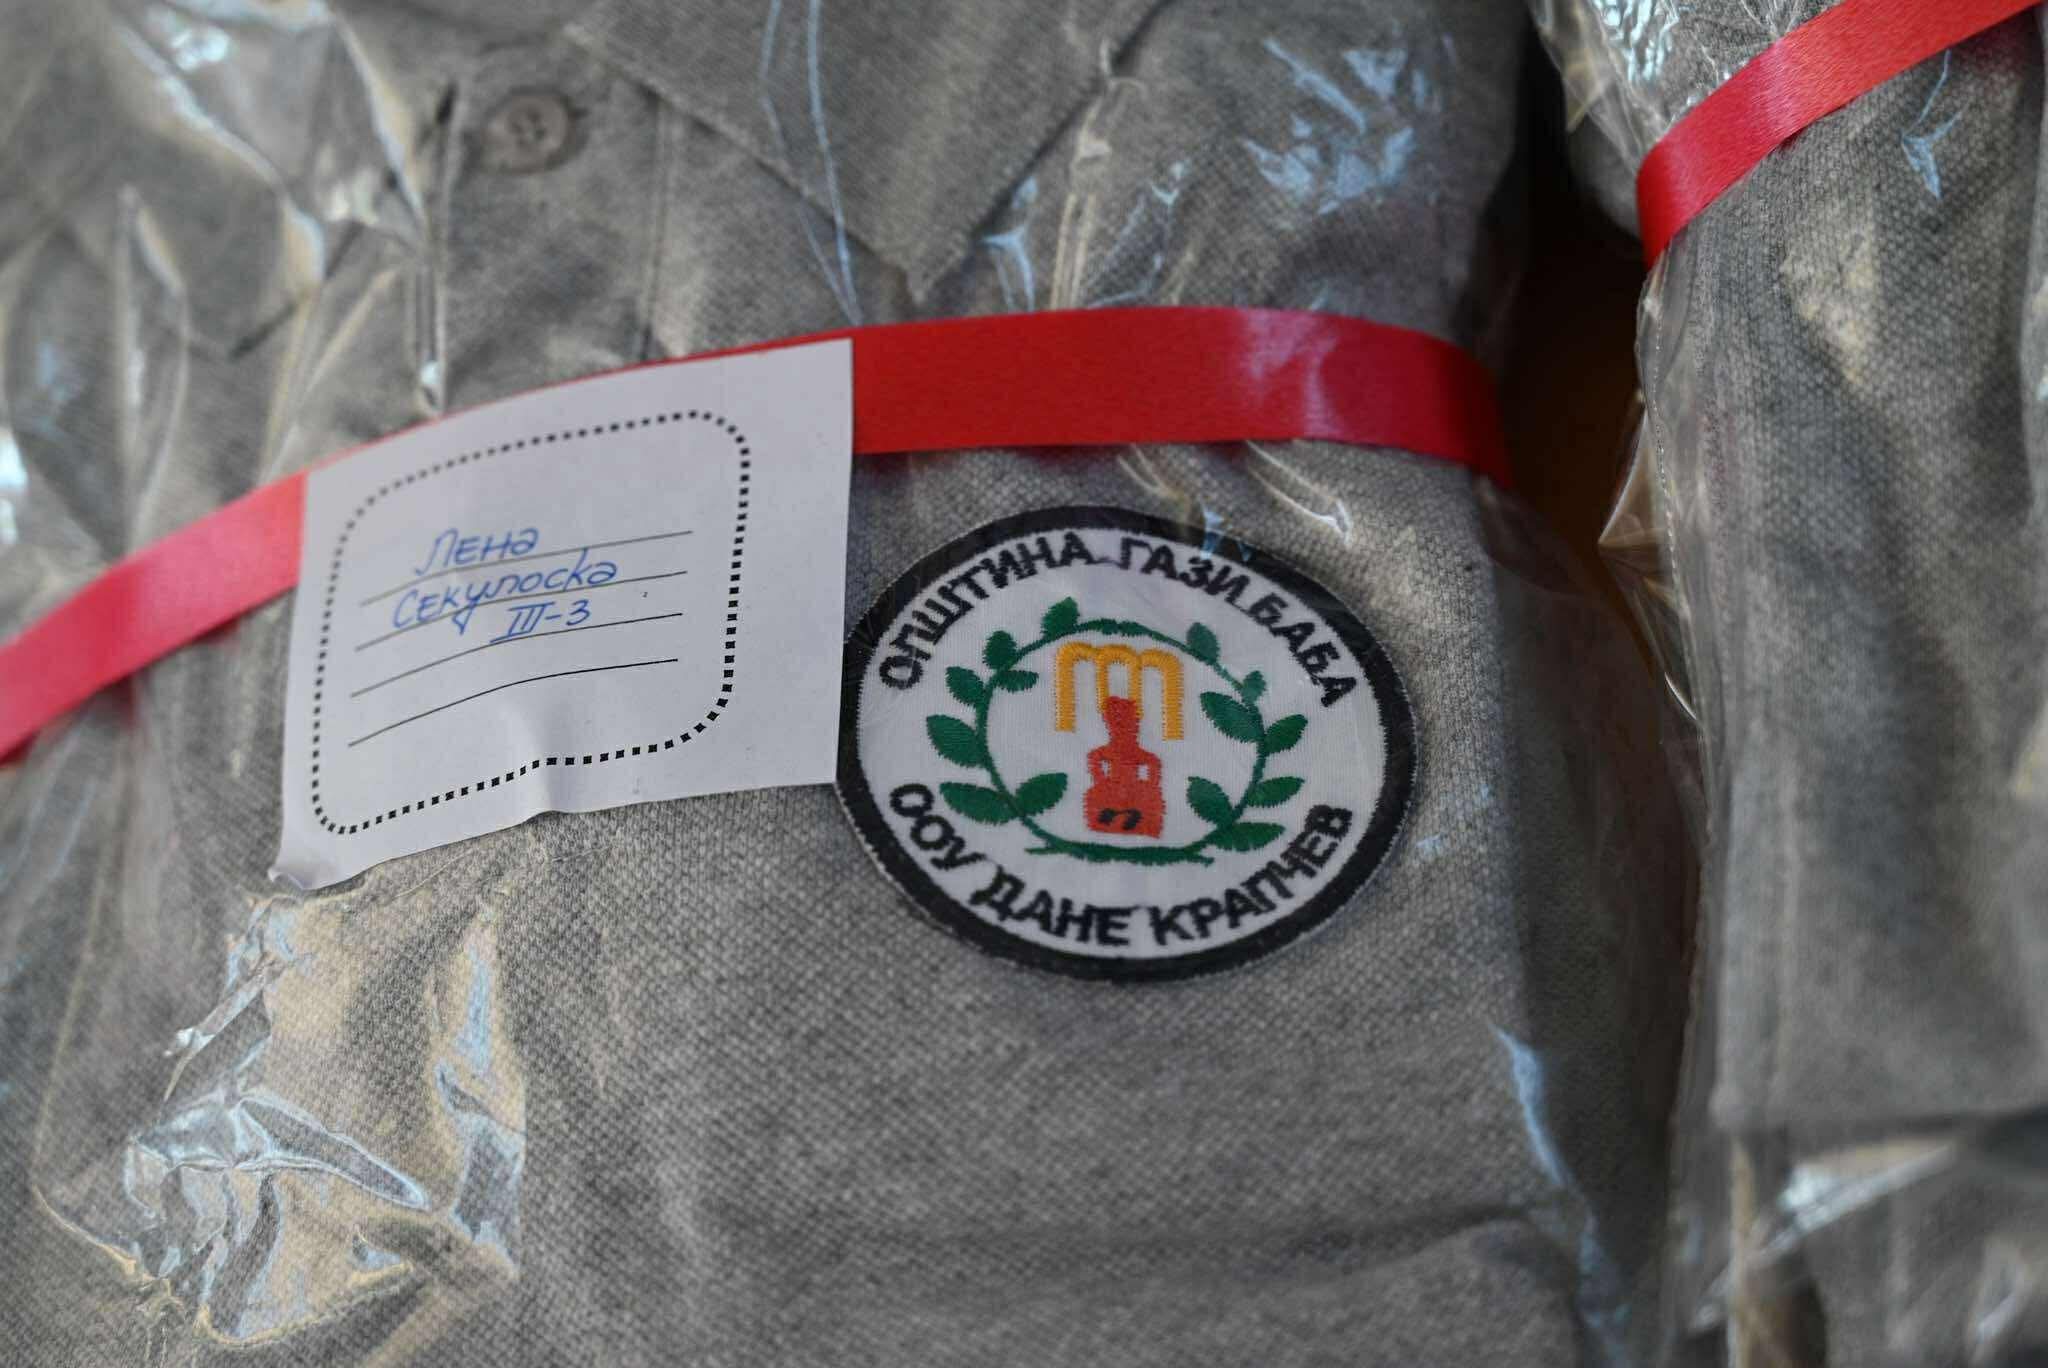 Лена
Секулоска
III-3
ОПШТИНА ГАЗИ БАБА
ООУ ДАНЕ КРАПЧЕВ